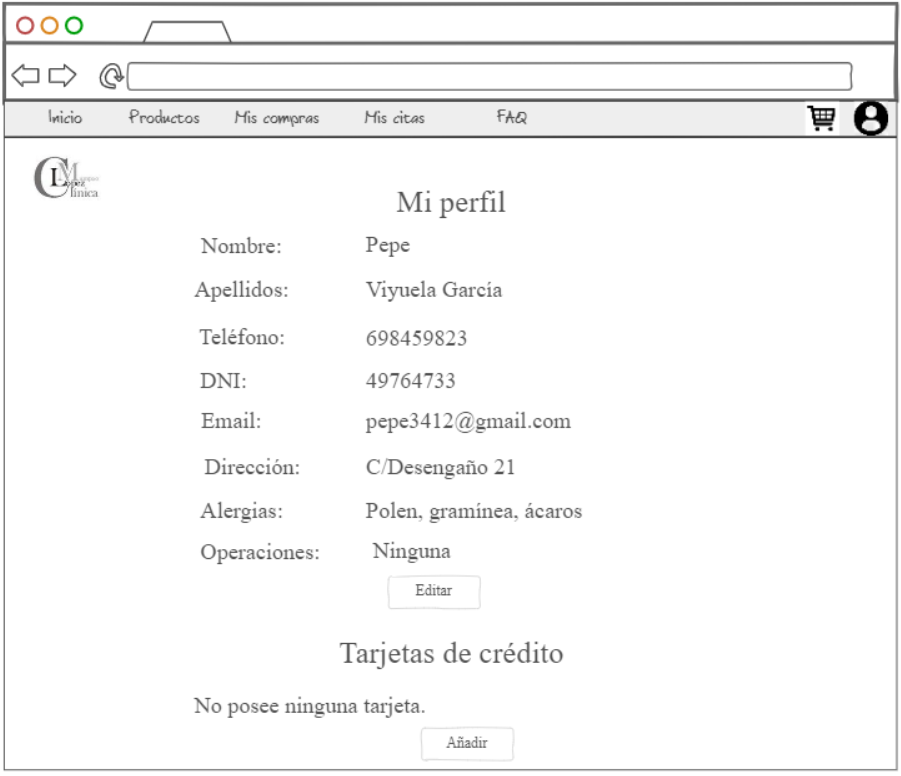 Inicio Productos Mis compras Mis citas FAQ
Mi perfil
Nombre: Pepe
Apellidos: Viyuela García
Teléfono: 698459823
DNI: 49764733
Email: pepe3412@gmail.com
Dirección: C/Desengaño 21
Alergias: Polen, gramínea, ácaros
Operaciones: Ninguna
Editar
Tarjetas de crédito
No posee ninguna tarjeta.
Añadir